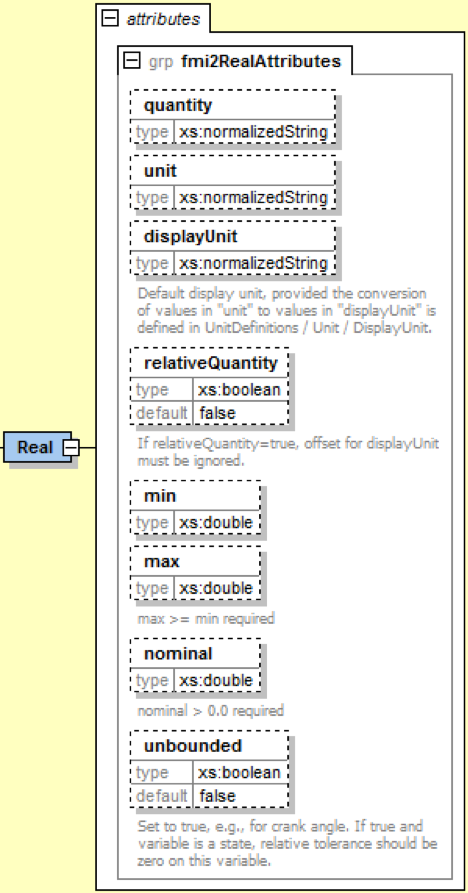 attributes
grp fmi2RealAttributes
quantity
type xs:normalizedString
unit
type xs:normalizedString
displayUnit
type xs:normalizedString
Default display unit, provided the conversion
of values in "unit" to values in "displayUnit" is
defined in UnitDefinitions / Unit / DisplayUnit.
relativeQuantity
type xs:boolean
default false
If relativeQuantity=true, offset for displayUnit
must be ignored.
Real
min
type xs:double
max
type xs:double
max >= min required
nominal
type xs:double
nominal > 0.0 required
unbounded
type xs:boolean
default false
Set to true, e.g., for crank angle. If true and
variable is a state, relative tolerance should be
zero on this variable.